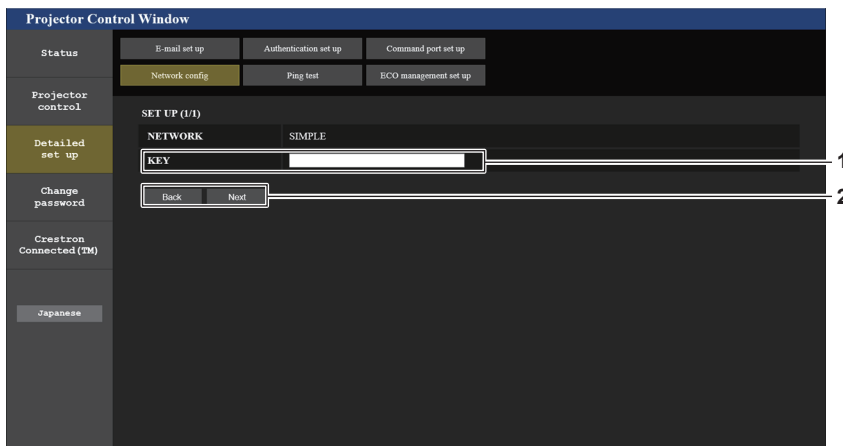 Projector Control Window
Status
E-mail set up
Authentication set up
Command port set up
Network config
Ping test
ECO management set up
Projector
control
Detailed
set up
Change
password
Crestron
Connected(TM)
Japanese
SET UP (1/1)
NETWORK SIMPLE
KEY
1
Back Next
2